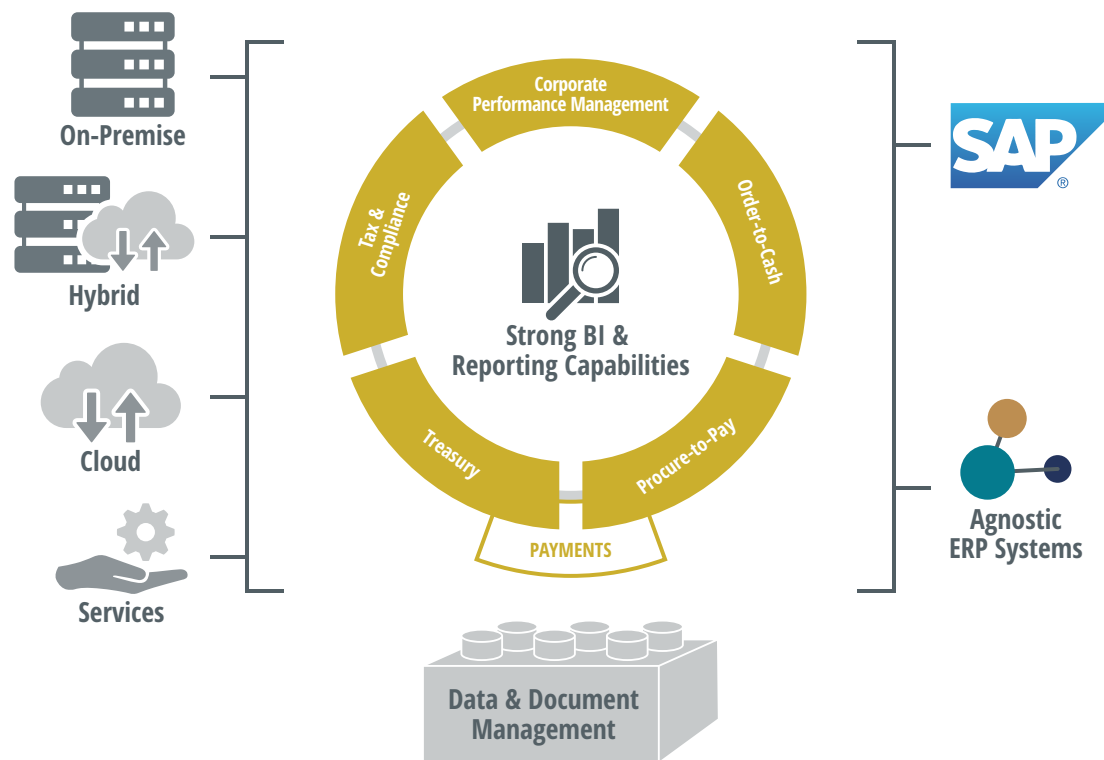 On-Premise
Hybrid
Cloud
Services
Corporate
Performance Management
Order-to-Cash
Procure-to-Pay
Treasury
Tax &
Compliance
Strong BI &
Reporting Capabilities
PAYMENTS
Data & Document
Management
SAP
®
Agnostic
ERP Systems